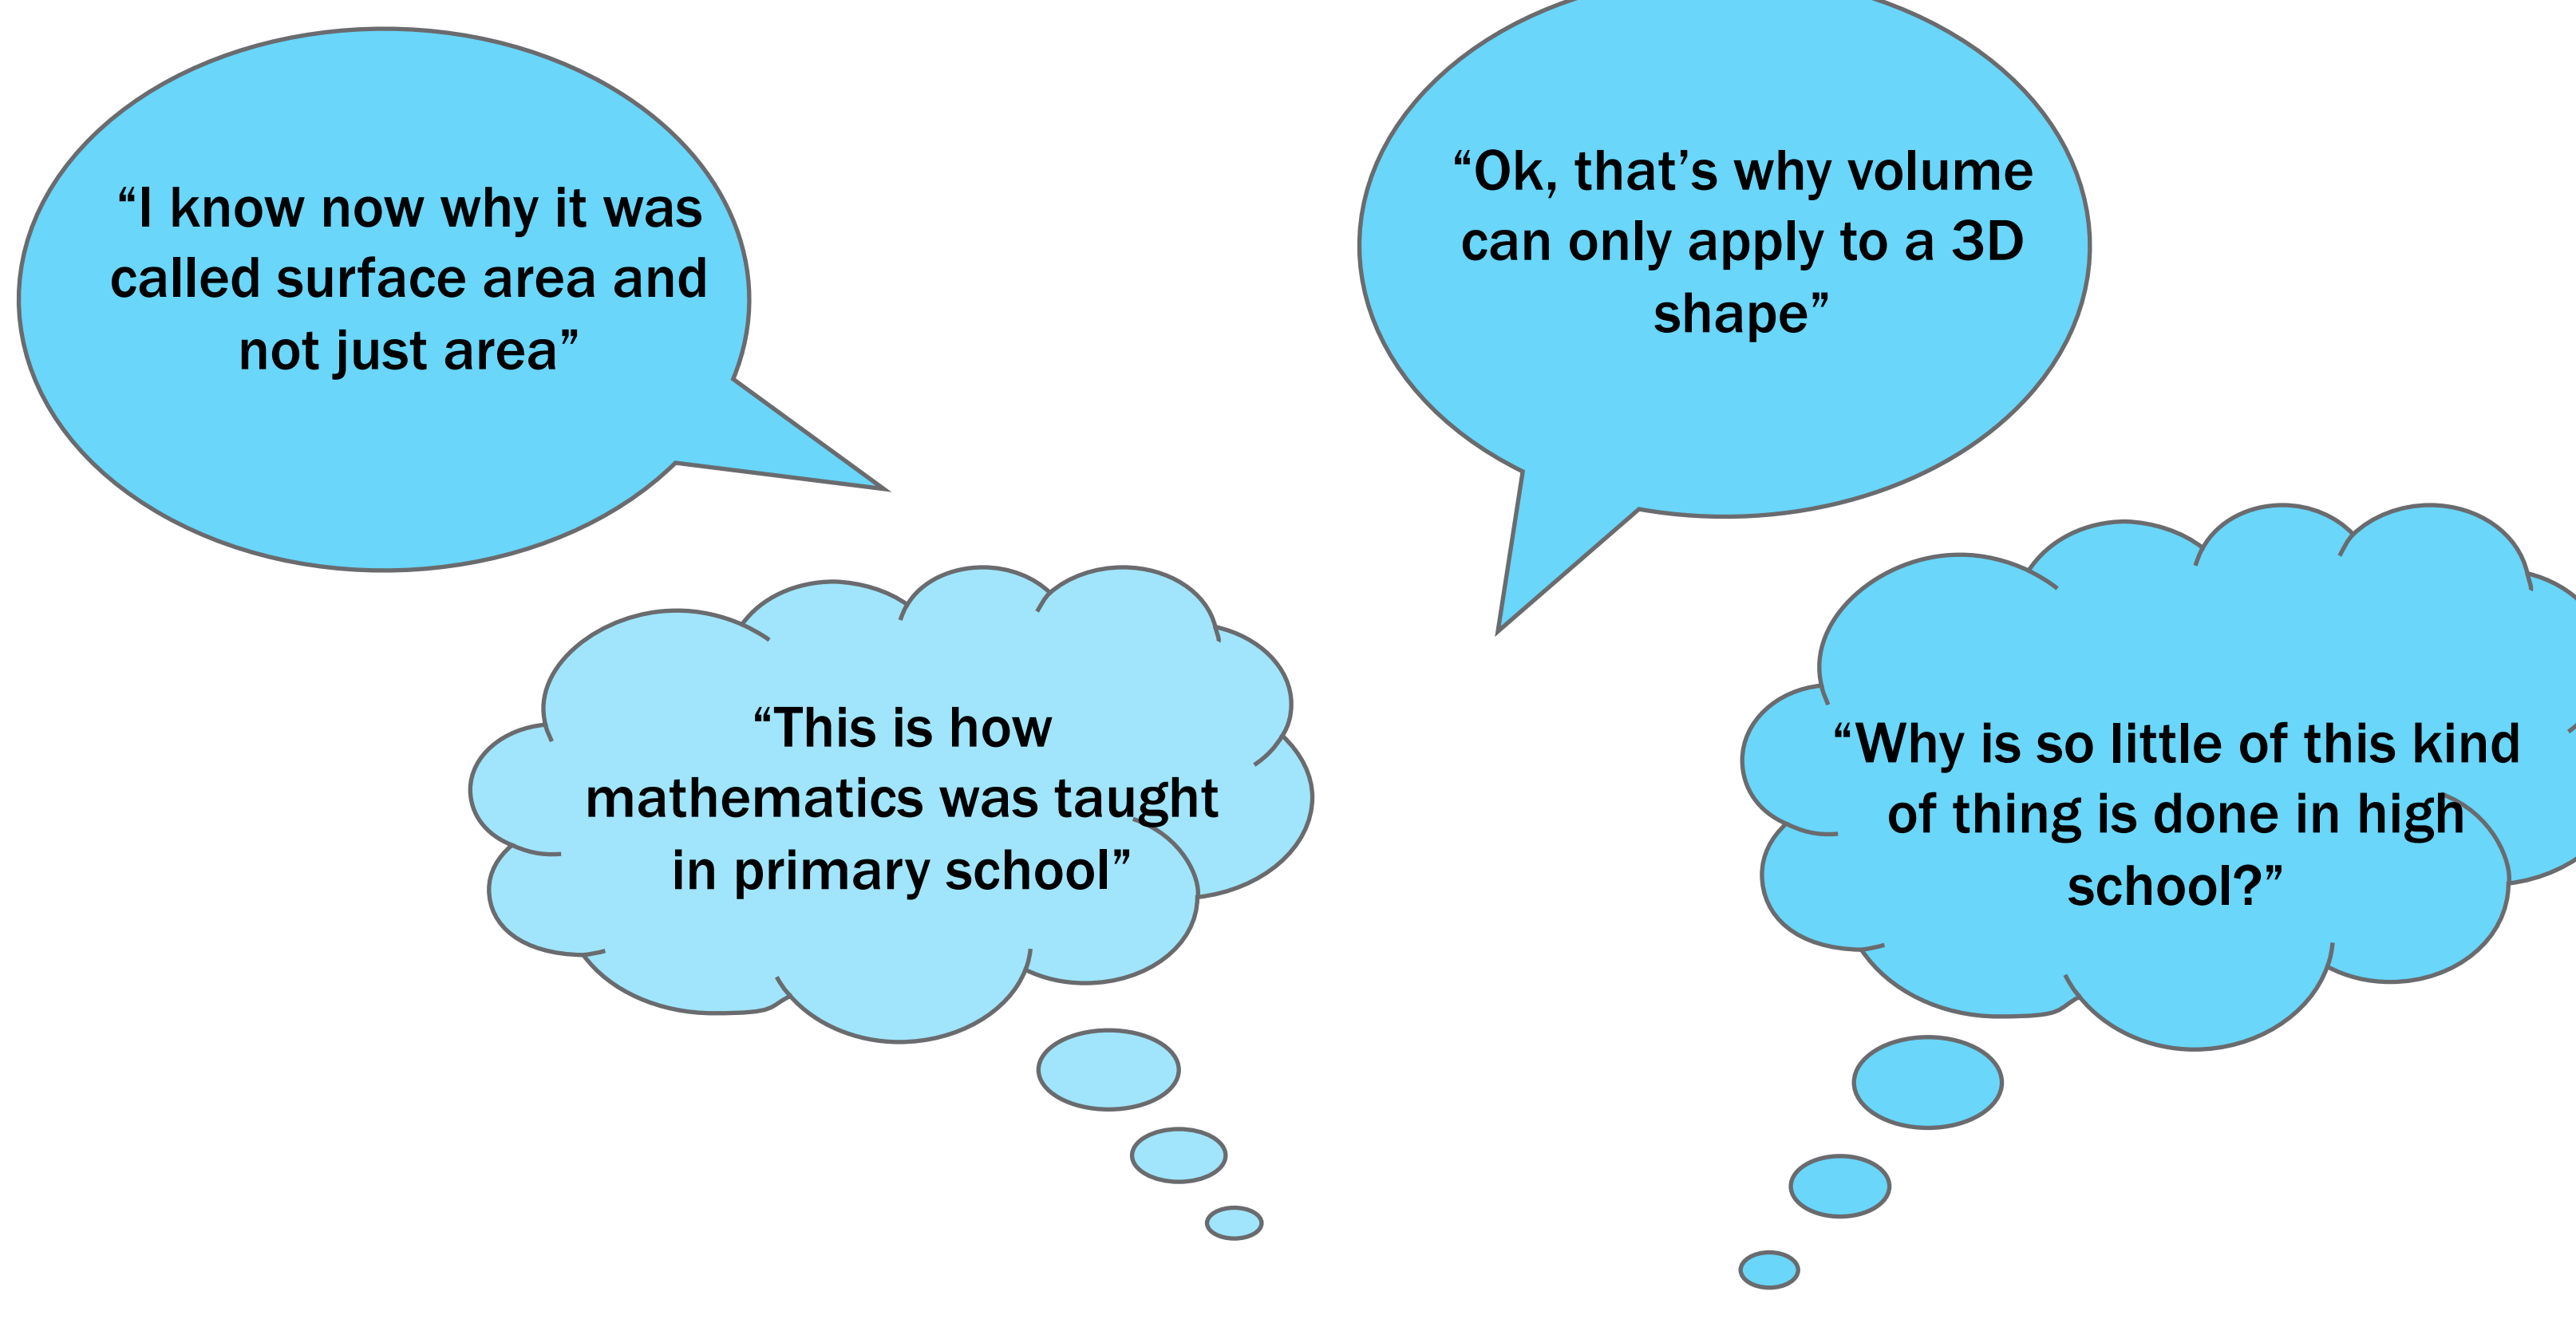 “I know now why it was
called surface area and
not just area”
“Ok, that’s why volume
can only apply to a 3D
shape”
“This is how
mathematics was taught
in primary school”
“Why is so little of this kind
of thing is done in high
school?”